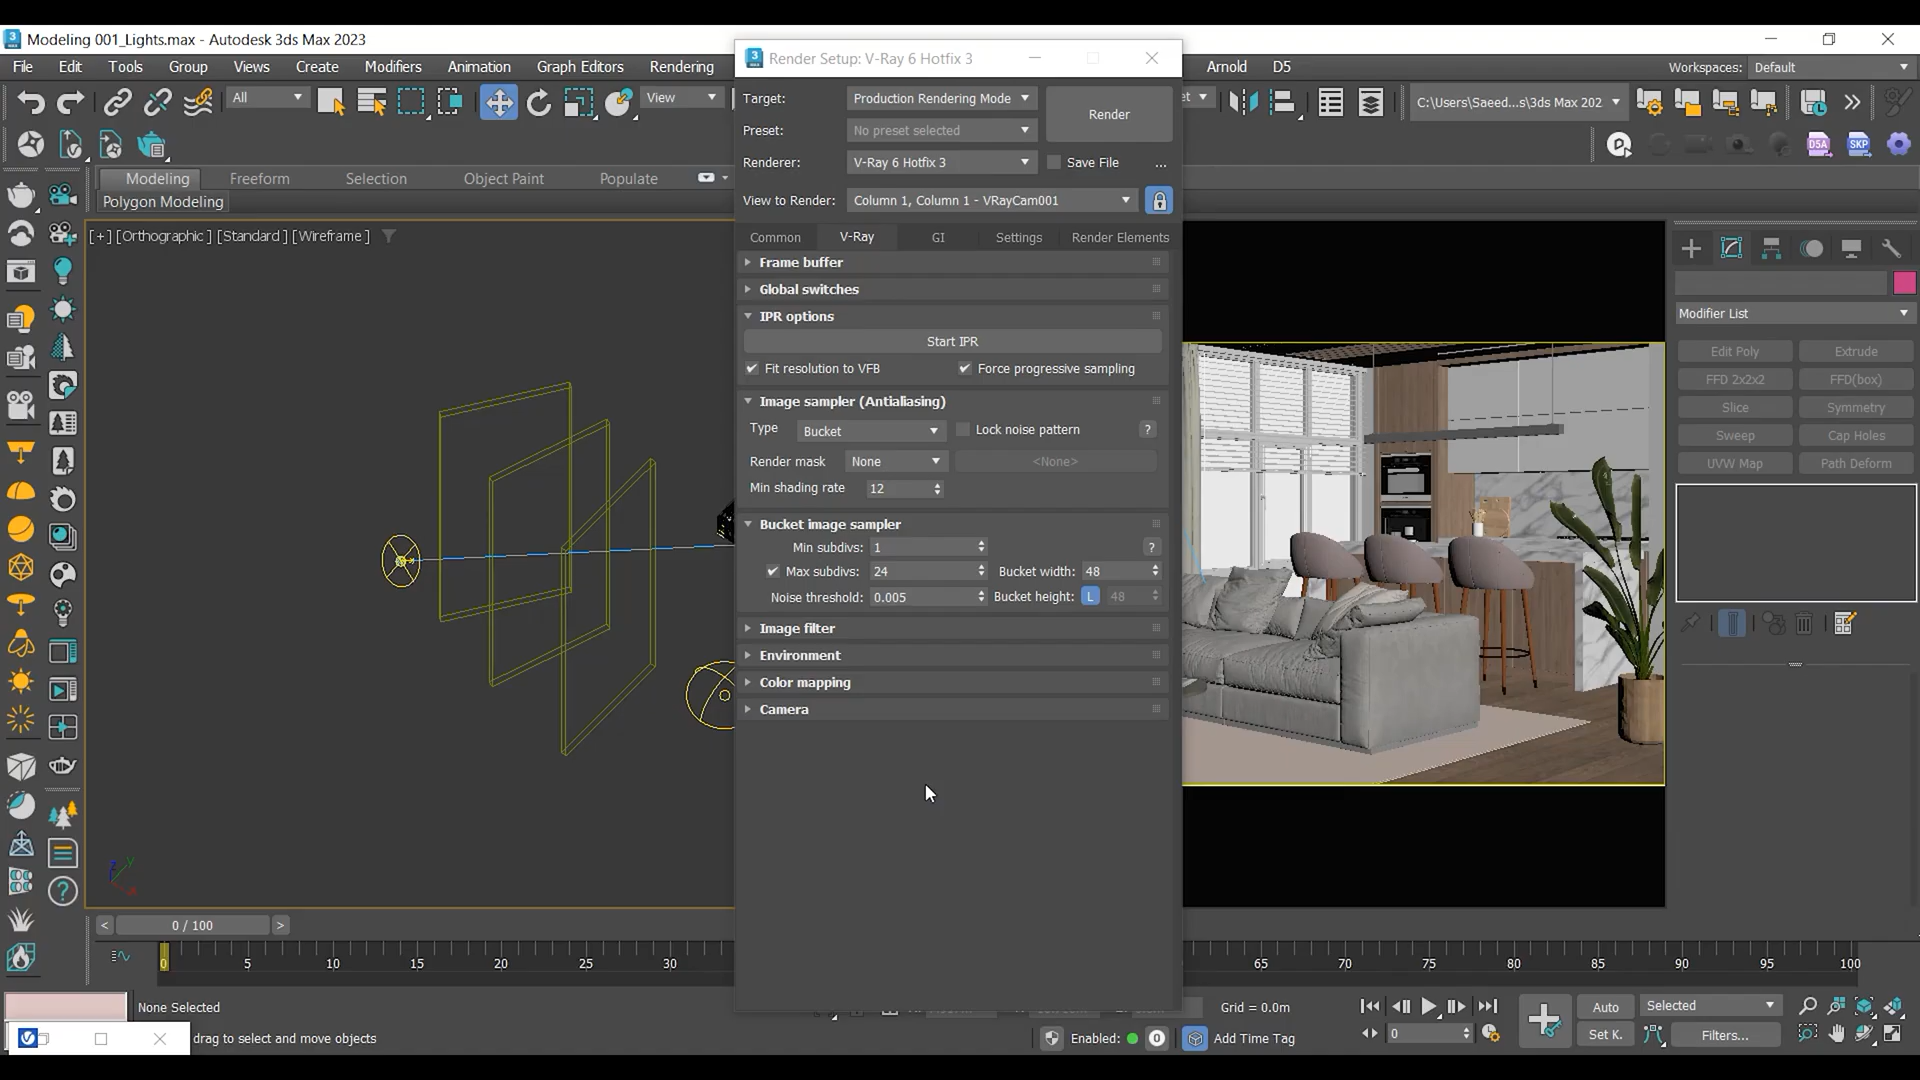 Modeling 001_Lights.max - Autodesk 3ds Max 2023
File Edit Tools Group Views Create Modifiers Animation Graph Editors Rendering Arnold D5
Workspaces: Default
All
View
C:\Users\Saeed...s\3ds Max 202
D5A SKP
Modeling Freeform Selection Object Paint Populate
Polygon Modeling
[+] [Orthographic ] [Standard ] [Wireframe ]
Render Setup: V-Ray 6 Hotfix 3
Target: Production Rendering Mode
Render
Preset: No preset selected
Renderer: V-Ray 6 Hotfix 3 Save File ...
View to Render: Column 1, Column 1 - VRayCam001
Common V-Ray GI Settings Render Elements
Frame buffer
Global switches
IPR options
Start IPR
Fit resolution to VFB Force progressive sampling
Image sampler (Antialiasing)
Type Bucket Lock noise pattern ?
Render mask None <None>
Min shading rate 12
Bucket image sampler
Min subdivs: 1 ?
Max subdivs: 24 Bucket width: 48
Noise threshold: 0.005 Bucket height: L 48
Image filter
Environment
Color mapping
Camera
Modifier List
Edit Poly Extrude
FFD 2x2x2 FFD(box)
Slice Symmetry
Sweep Cap Holes
UVW Map Path Deform
< 0 / 100 >
0 5 10 15 20 25 30 65 70 75 80 85 90 95 100
None Selected
Grid = 0.0m
Auto Selected
drag to select and move objects
Enabled: 0 Add Time Tag
0
Set K. Filters...